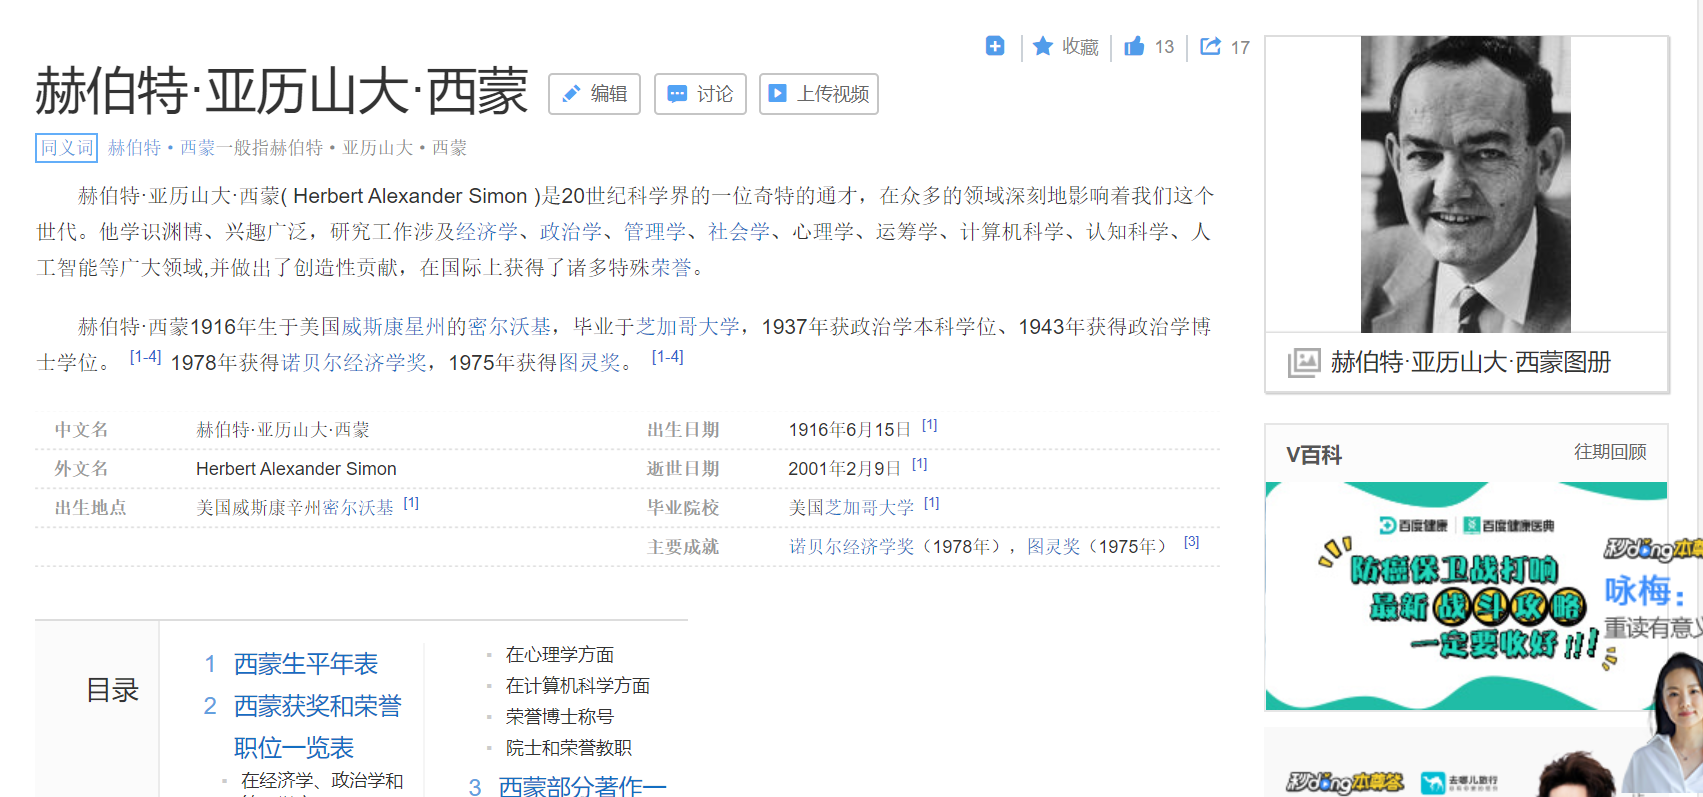 收藏 13 17
赫伯特·亚历山大·西蒙 编辑 讨论 上传视频
同义词 赫伯特·西蒙一般指赫伯特·亚历山大·西蒙
赫伯特·亚历山大·西蒙( Herbert Alexander Simon )是20世纪科学界的一位奇特的通才，在众多的领域深刻地影响着我们这个
世代。他学识渊博、兴趣广泛，研究工作涉及经济学、政治学、管理学、社会学、心理学、运筹学、计算机科学、认知科学、人
工智能等广大领域,并做出了创造性贡献，在国际上获得了诸多特殊荣誉。
赫伯特·西蒙1916年生于美国威斯康星州的密尔沃基，毕业于芝加哥大学，1937年获政治学本科学位、1943年获得政治学博
士学位。 [1-4] 1978年获得诺贝尔经济学奖，1975年获得图灵奖。 [1-4]
中文名 赫伯特·亚历山大·西蒙 出生日期 1916年6月15日 [1]
外文名 Herbert Alexander Simon 逝世日期 2001年2月9日 [1]
出生地点 美国威斯康辛州密尔沃基 [1] 毕业院校 美国芝加哥大学 [1]
主要成就 诺贝尔经济学奖（1978年），图灵奖（1975年） [3]
目录
1 西蒙生平年表
2 西蒙获奖和荣誉
职位一览表
在经济学、政治学和
在心理学方面
在计算机科学方面
荣誉博士称号
院士和荣誉教职
3 西蒙部分著作一
赫伯特·亚历山大·西蒙图册
V百科 往期回顾
百度健康 百度健康医典
防癌保卫战打响
最新战斗攻略
一定要收好!!!
秒dong本
咏梅：
重读有意义
秒dong本尊答 去哪儿旅行